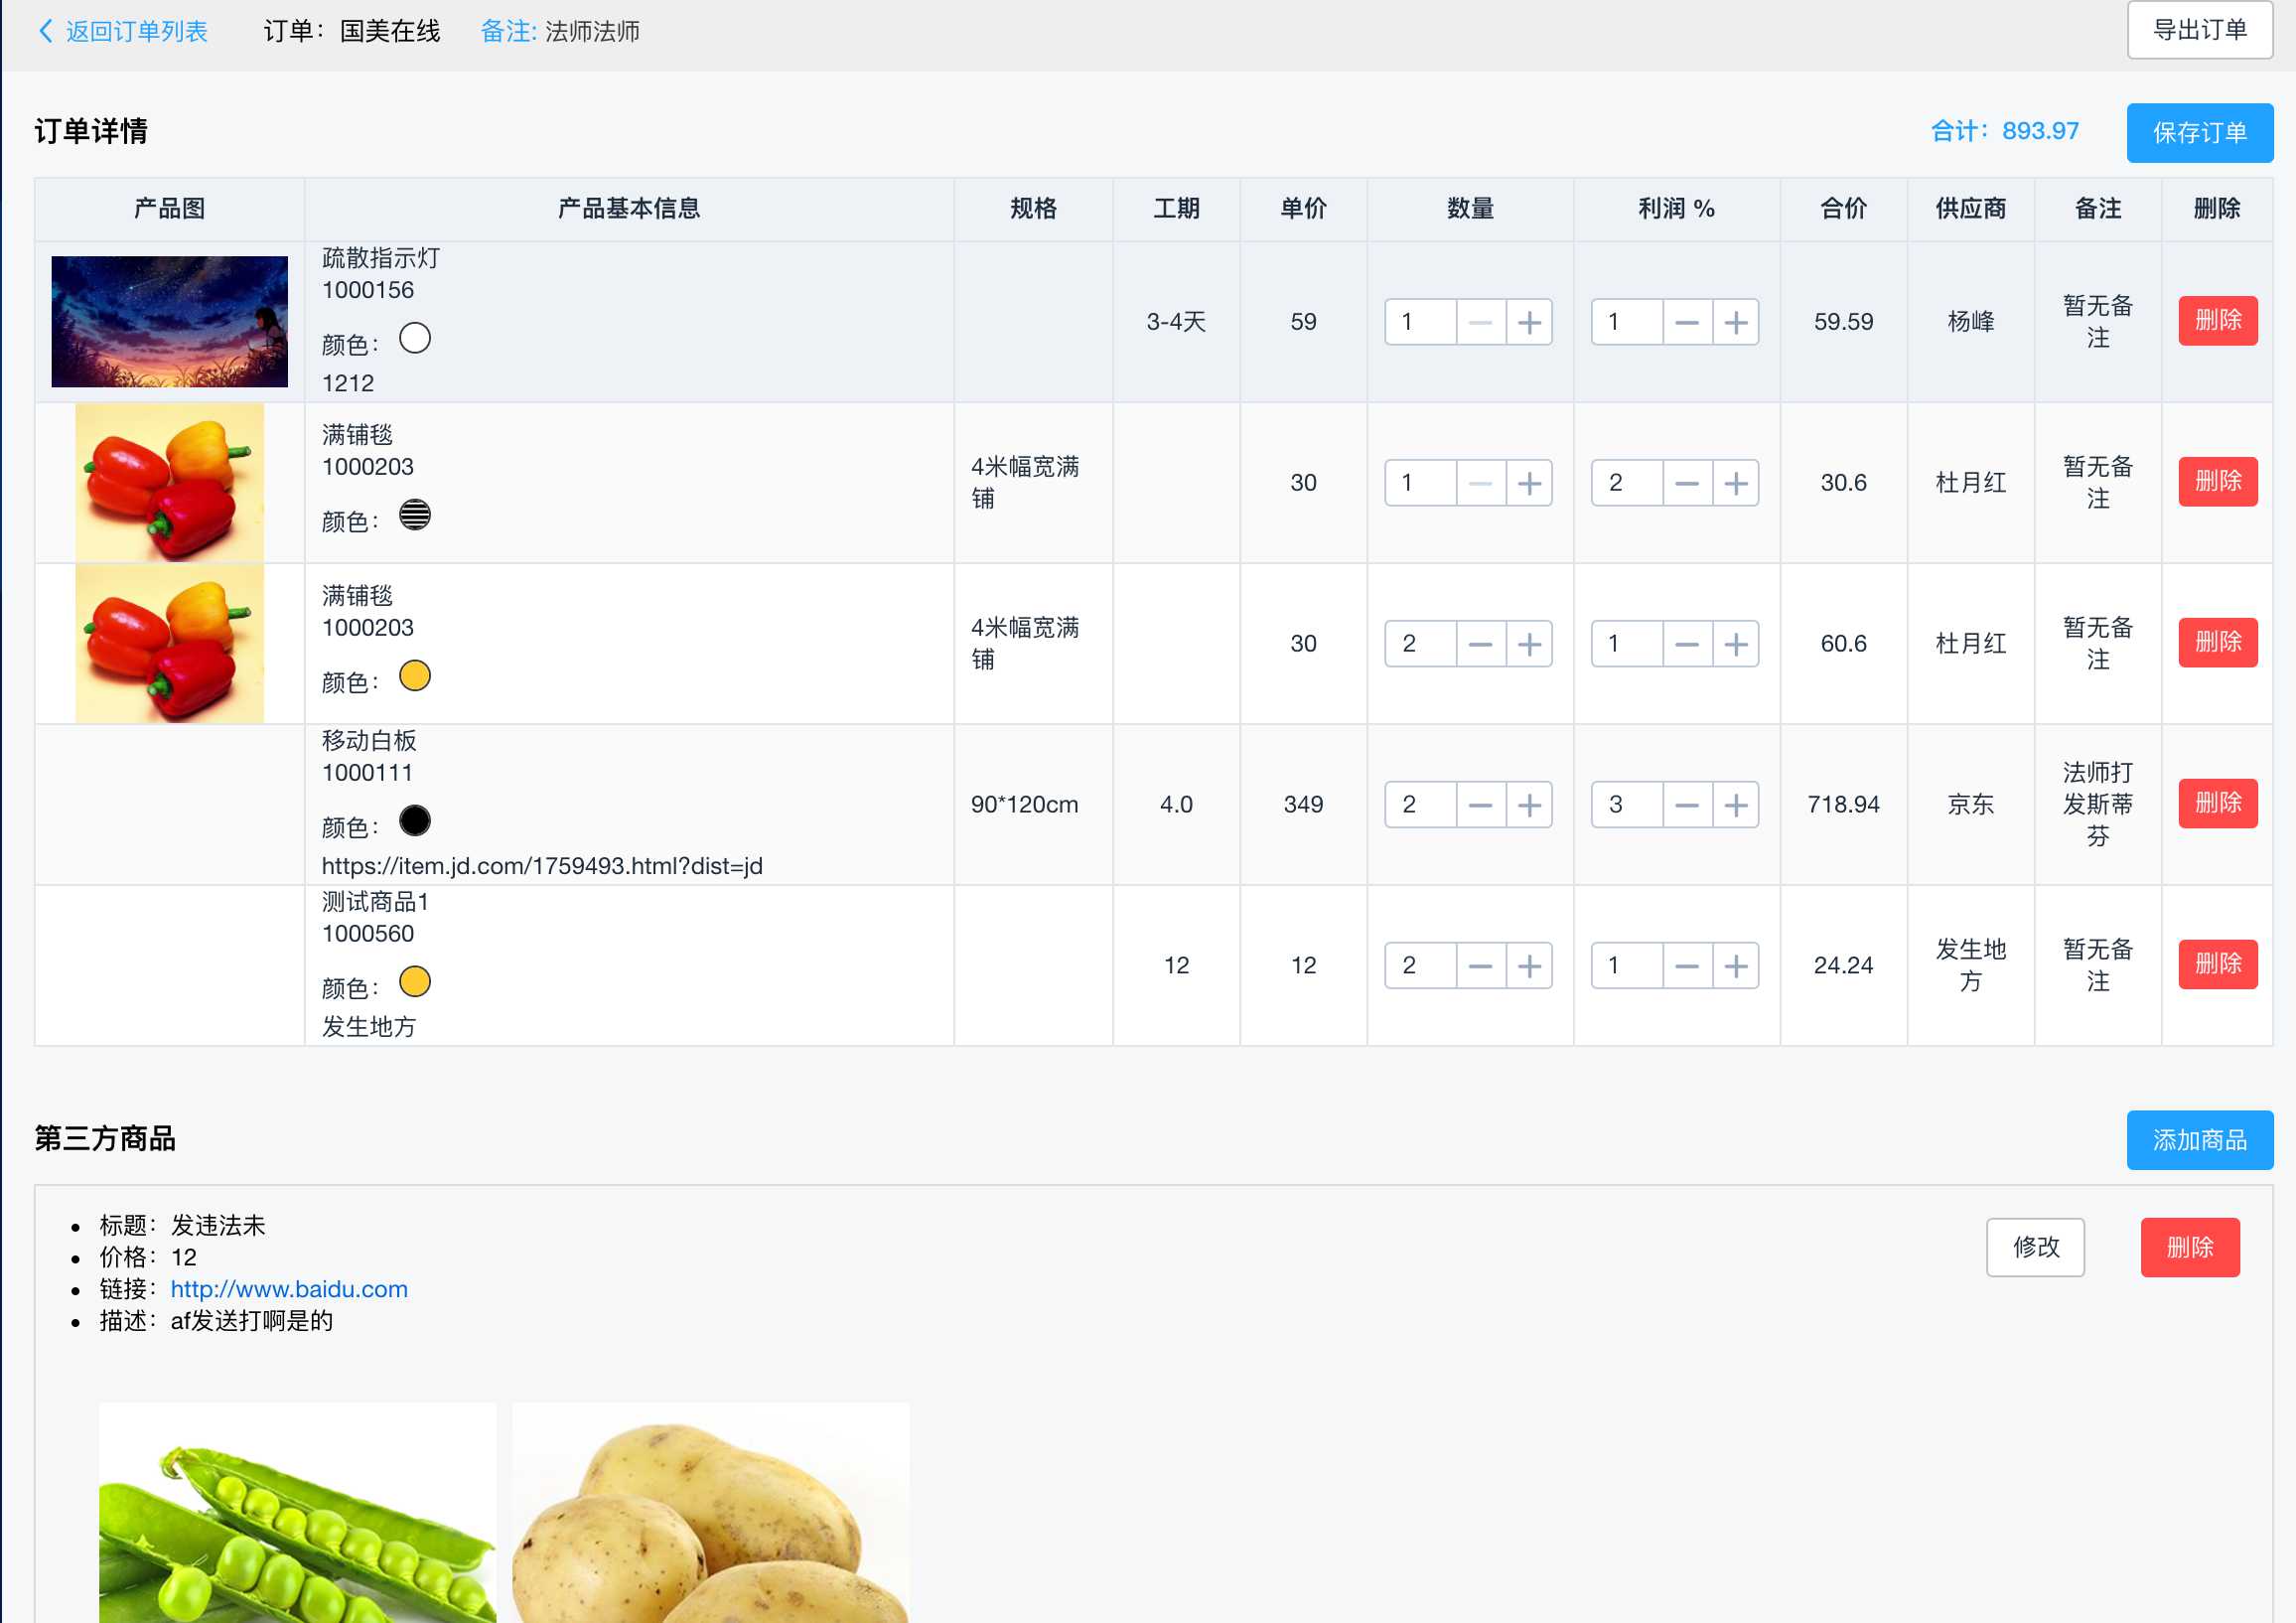 返回订单列表 订单：国美在线 备注: 法师法师 导出订单
订单详情 合计：893.97 保存订单
产品图 产品基本信息 规格 工期 单价 数量 利润 % 合价 供应商 备注 删除
疏散指示灯
1000156
颜色：
1212
3-4天 59 1 1 59.59 杨峰
暂无备
注
删除
满铺毯
1000203
颜色：
4米幅宽满
铺
30 1 2 30.6 杜月红
暂无备
注
删除
满铺毯
1000203
颜色：
4米幅宽满
铺
30 2 1 60.6 杜月红
暂无备
注
删除
移动白板
1000111
颜色：
https://item.jd.com/1759493.html?dist=jd
90*120cm 4.0 349 2 3 718.94 京东
法师打
发斯蒂
芬
删除
测试商品1
1000560
颜色：
发生地方
12 12 2 1 24.24
发生地
方
暂无备
注
删除
第三方商品 添加商品
标题：发违法未
价格：12
链接：http://www.baidu.com
描述：af发送打啊是的
修改 删除